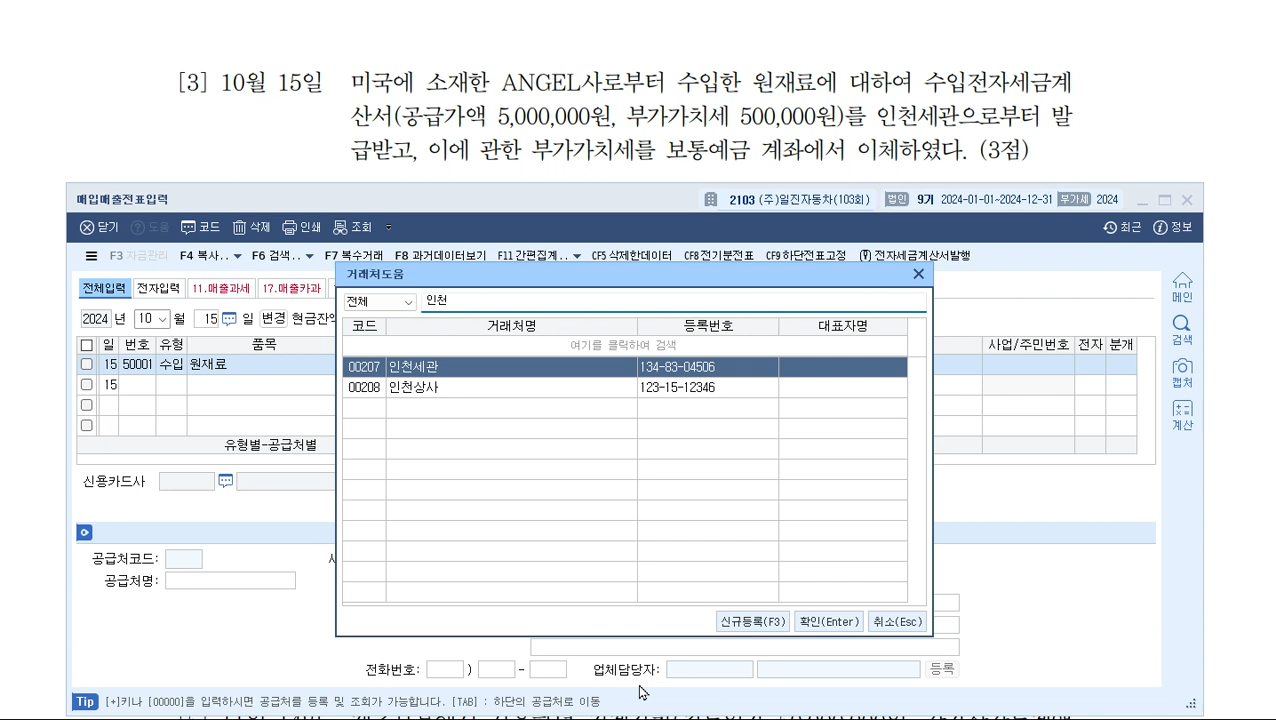 [3] 10월 15일 미국에 소재한 ANGEL사로부터 수입한 원재료에 대하여 수입전자세금계
산서(공급가액 5,000,000원, 부가가치세 500,000원)를 인천세관으로부터 발
급받고, 이에 관한 부가가치세를 보통예금 계좌에서 이체하였다. (3점)
매입매출전표입력 2103 (주)일진자동차(103회) 법인 9기 2024-01-01~2024-12-31 부가세 2024
닫기 도움 코드 삭제 인쇄 조회 최근 정보
F3 자금관리 F4 복사.. F6 검색.. F7 복수거래 F8 과거데이터보기 F11 간편집계.. CF5 삭제한데이터 CF8 전기분전표 CF9 하단전표고정 전자세금계산서발행
거래처도움
전체입력 전자입력 11.매출과세 17.매출카과
전체 인천
2024 년 10 월 15 일 변경 현금잔액
코드 거래처명 등록번호 대표자명
여기를 클릭하여 검색
일 번호 유형 품목 사업/주민번호 전자 분개
15 50001 수입 원재료
15
00207 인천세관 134-83-04506
00208 인천상사 123-15-12346
유형별-공급처별
신용카드사
공급처코드:
공급처명:
신규등록(F3) 확인(Enter) 취소(Esc)
전화번호: ) - 업체담당자: 등록
Tip [+]키나 [00000]을 입력하시면 공급처를 등록 및 조회가 가능합니다. [TAB] : 하단의 공급처로 이동
메인
검색
캡처
계산